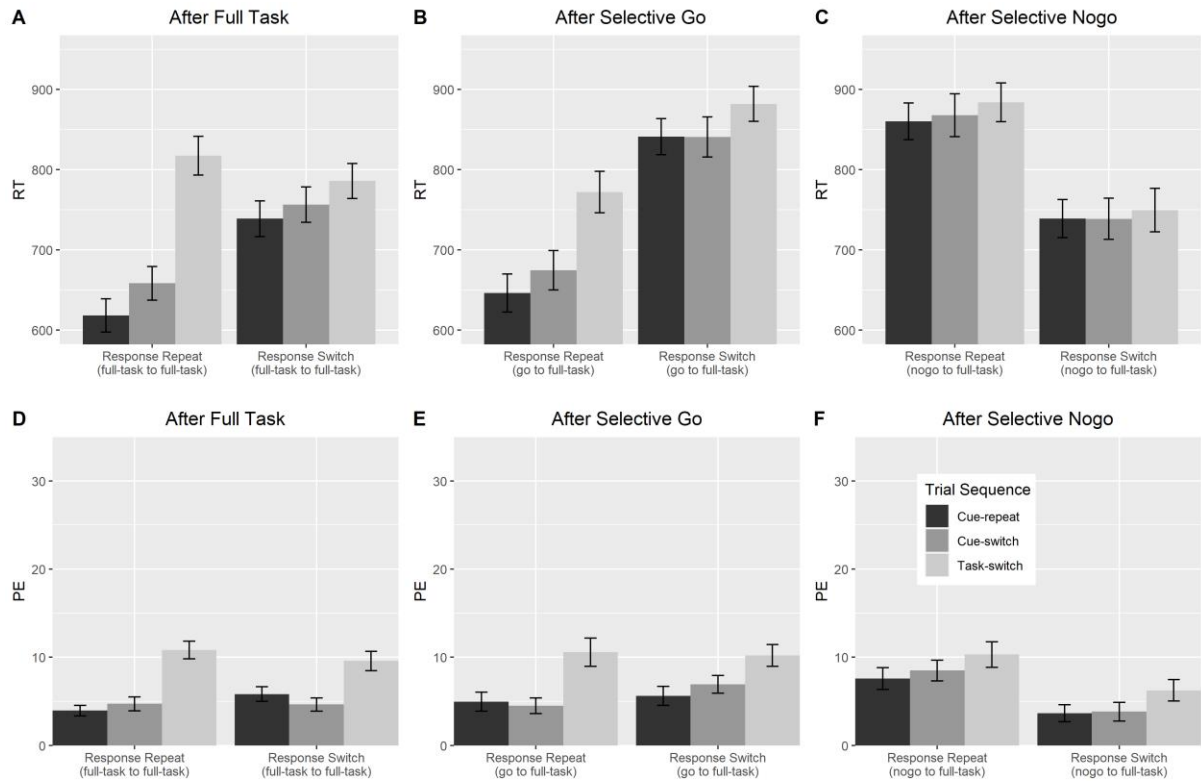 A After Full Task
900
800
700
600
RT
Response Repeat
(full-task to full-task)
Response Switch
(full-task to full-task)
B After Selective Go
900
800
700
600
RT
Response Repeat
(go to full-task)
Response Switch
(go to full-task)
C After Selective Nogo
900
800
700
600
RT
Response Repeat
(nogo to full-task)
Response Switch
(nogo to full-task)
D After Full Task
30
20
10
0
PE
Response Repeat
(full-task to full-task)
Response Switch
(full-task to full-task)
E After Selective Go
30
20
10
0
PE
Response Repeat
(go to full-task)
Response Switch
(go to full-task)
F After Selective Nogo
30
20
10
0
PE
Trial Sequence
Cue-repeat
Cue-switch
Task-switch
Response Repeat
(nogo to full-task)
Response Switch
(nogo to full-task)